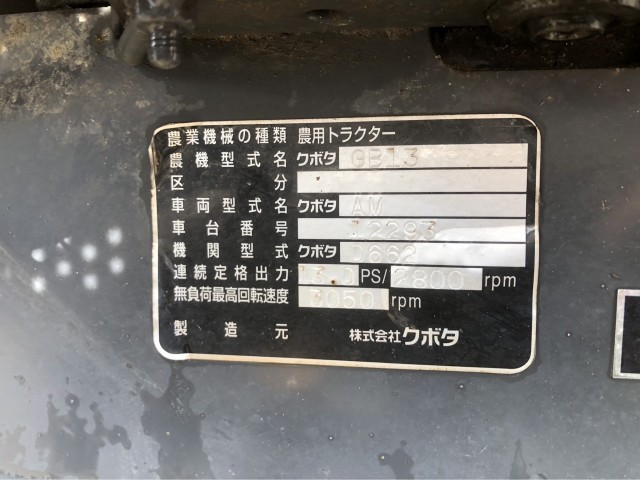 農業機械の種類 農用トラクター
農機型式名 クボタ GB13
区分
車両型式名 クボタ AM
車台番号 12293
機関型式 クボタ D662
連続定格出力 13.0 PS/2800 rpm
無負荷最高回転速度 3050 rpm
製造元 株式会社クボタ